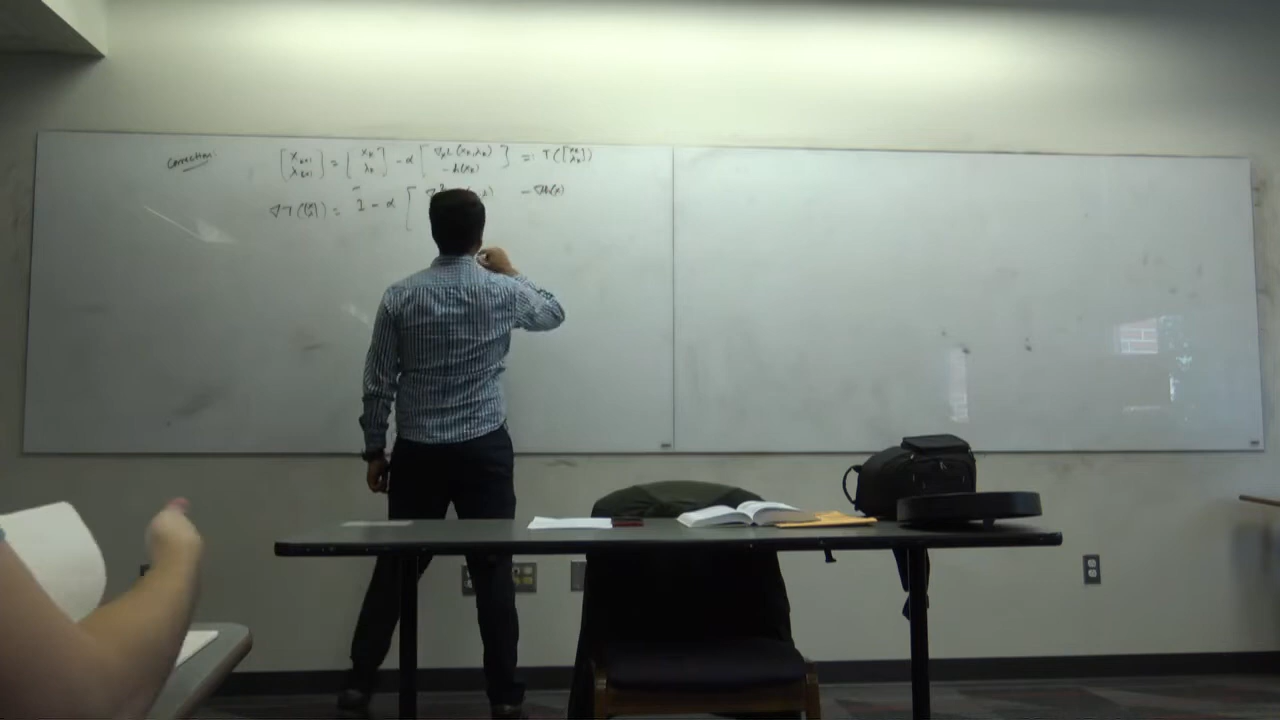 Correction:
[ x_{k+1} ; λ_{k+1} ] = [ x_k ; λ_k ] - α [ ∇_x L(x_k, λ_k) ; -h(x_k) ] =: T([ x_k ; λ_k ])
∇T([ x ; λ ]) = I - α [ -∇h(x)